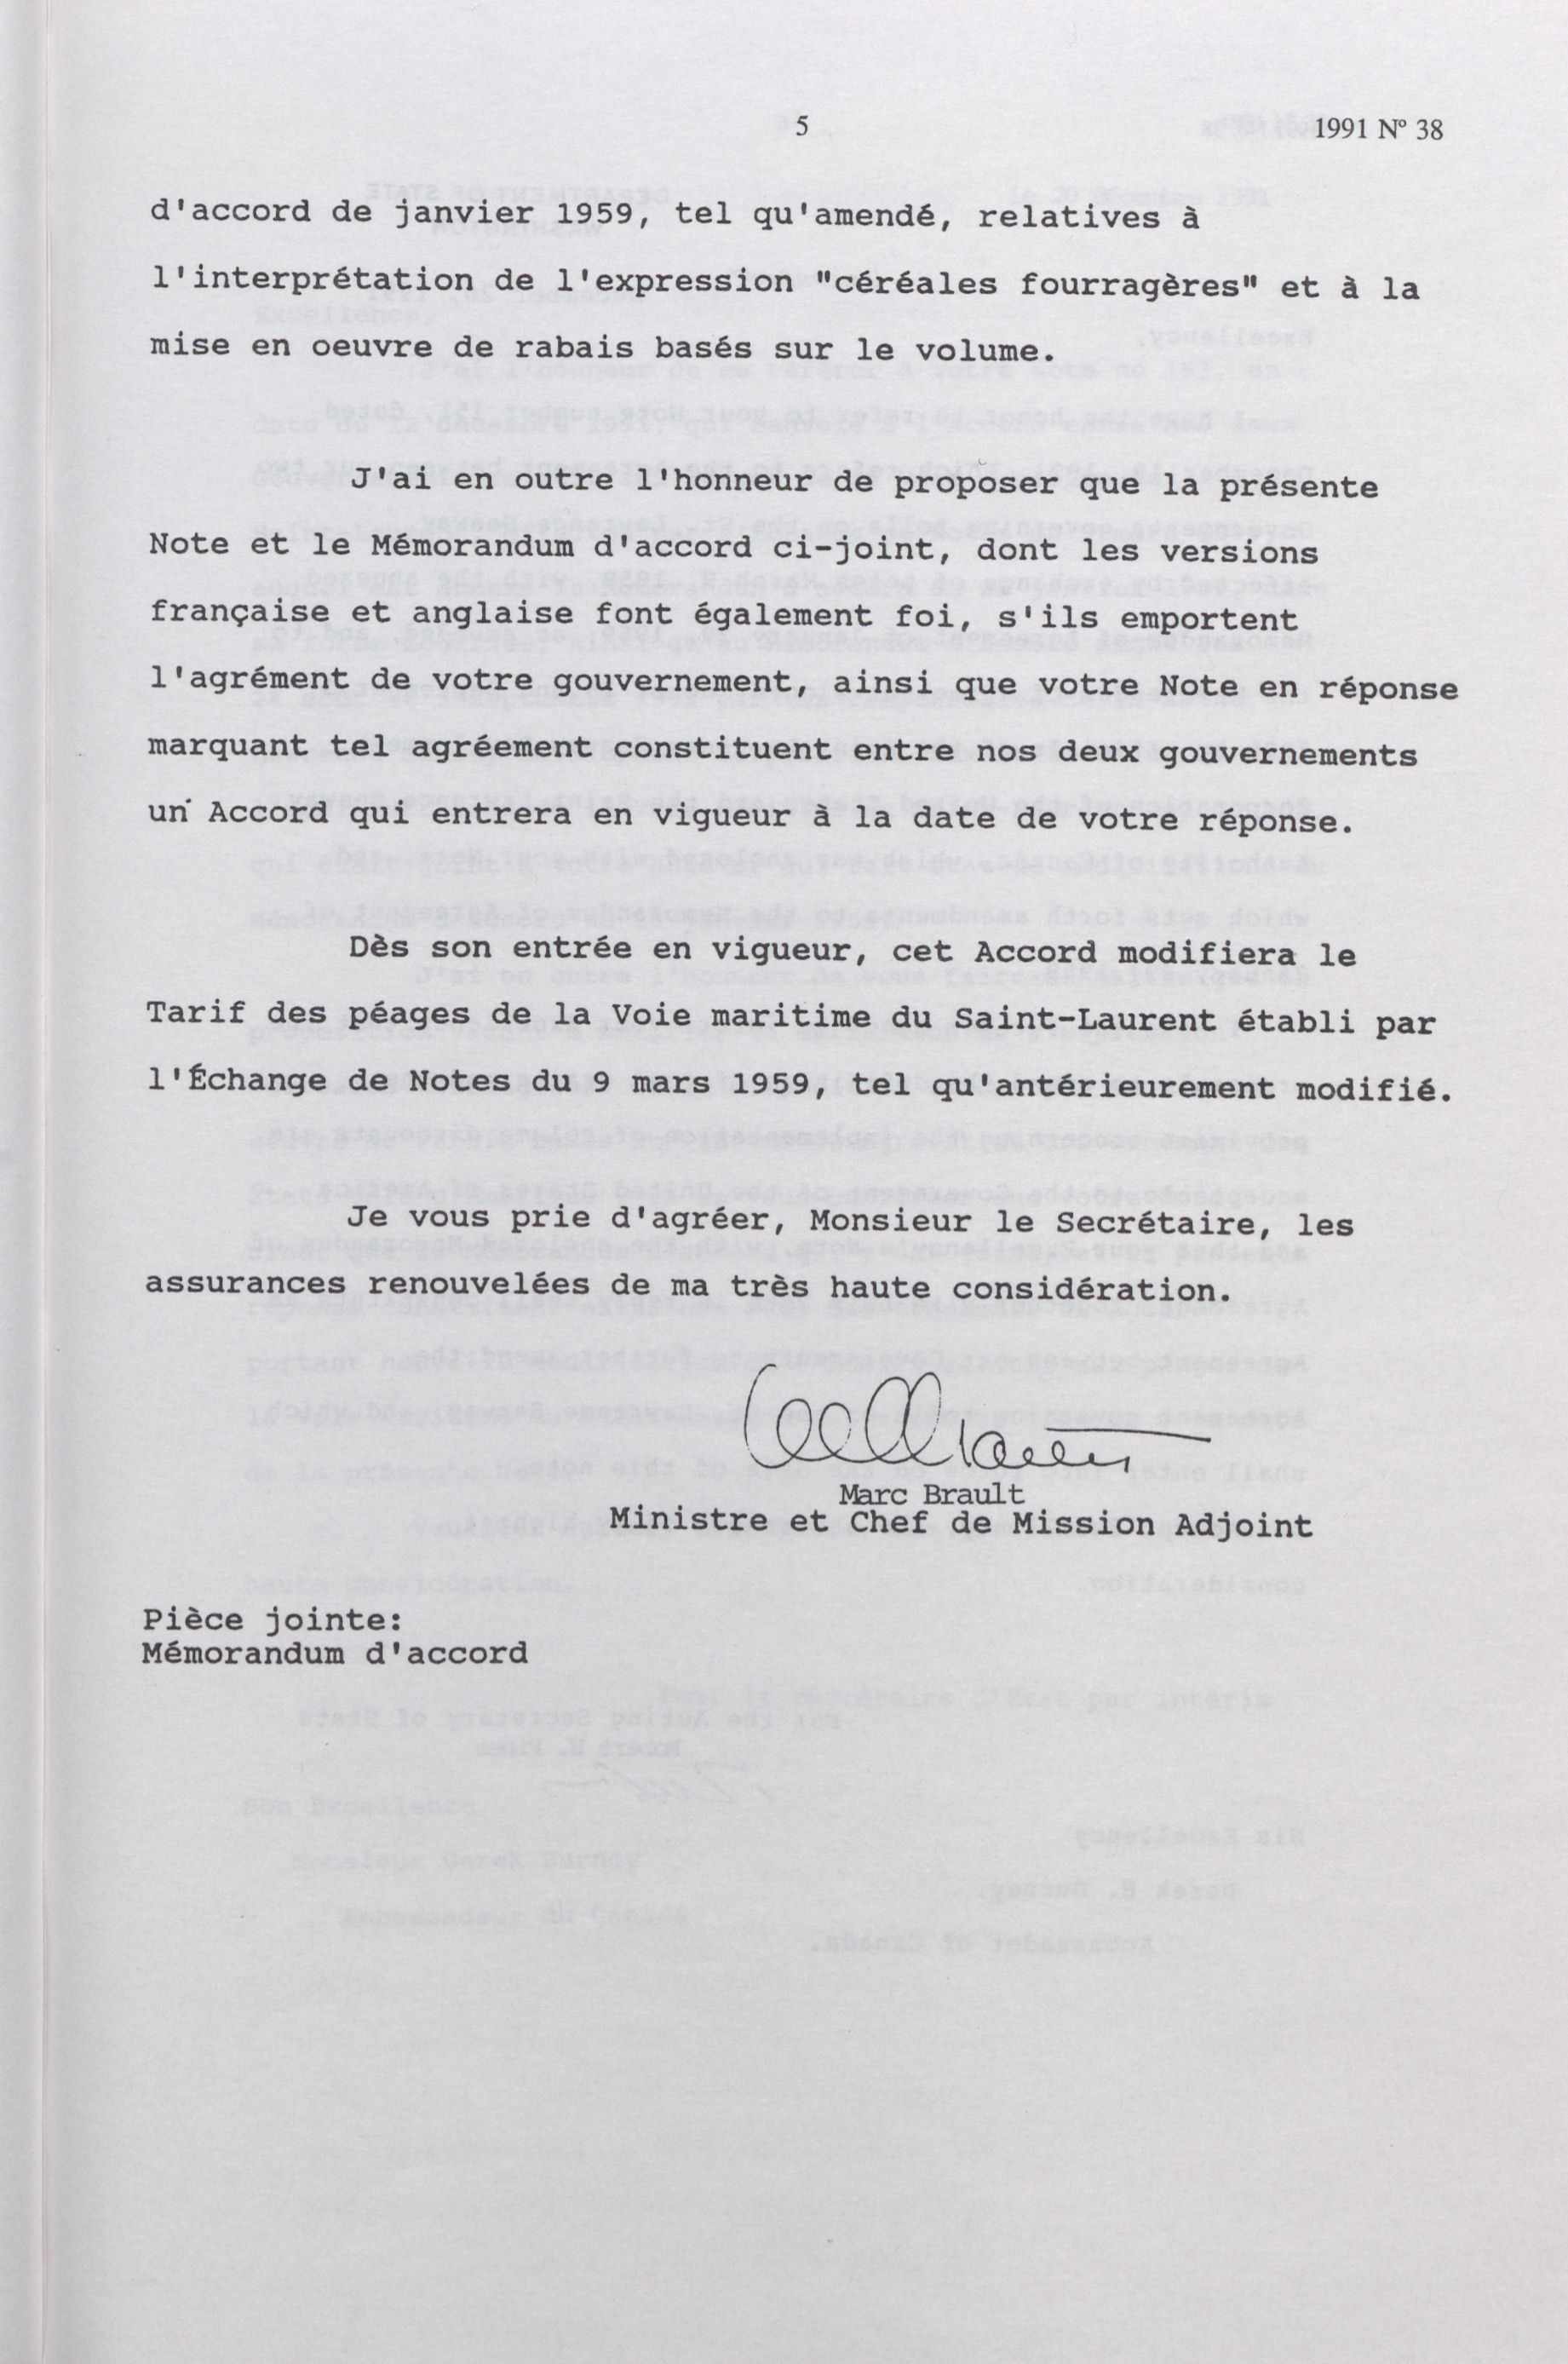 5 1991 Nº 38
d'accord de janvier 1959, tel qu'amendé, relatives à
l'interprétation de l'expression "céréales fourragères" et à la
mise en oeuvre de rabais basés sur le volume.
J'ai en outre l'honneur de proposer que la présente
Note et le Mémorandum d'accord ci-joint, dont les versions
française et anglaise font également foi, s'ils emportent
l'agrément de votre gouvernement, ainsi que votre Note en réponse
marquant tel agréement constituent entre nos deux gouvernements
un Accord qui entrera en vigueur à la date de votre réponse.
Dès son entrée en vigueur, cet Accord modifiera le
Tarif des péages de la Voie maritime du Saint-Laurent établi par
l'Échange de Notes du 9 mars 1959, tel qu'antérieurement modifié.
Je vous prie d'agréer, Monsieur le Secrétaire, les
assurances renouvelées de ma très haute considération.
Marc Brault
Ministre et Chef de Mission Adjoint
Pièce jointe:
Mémorandum d'accord